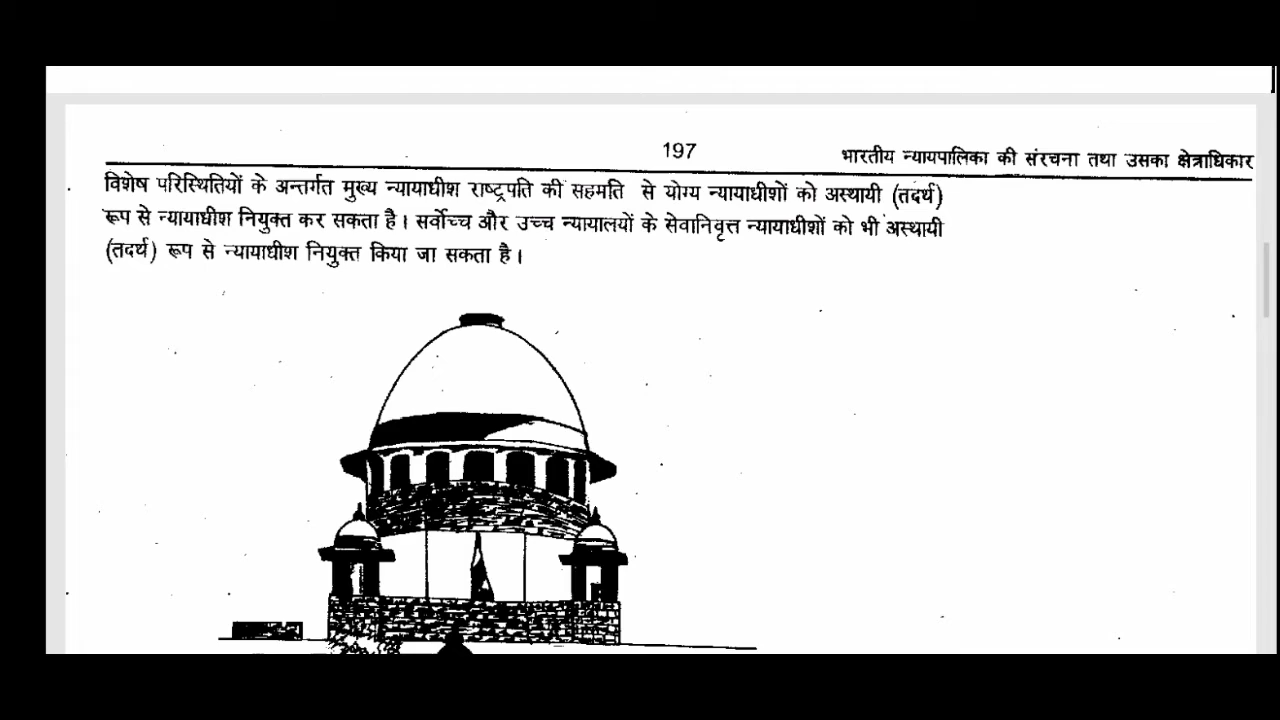 197
भारतीय न्यायपालिका की संरचना तथा उसका क्षेत्राधिकार
विशेष परिस्थितियों के अन्तर्गत मुख्य न्यायाधीश राष्ट्रपति की सहमति से योग्य न्यायाधीशों को अस्थायी (तदर्थ)
रूप से न्यायाधीश नियुक्त कर सकता है। सर्वोच्च और उच्च न्यायालयों के सेवानिवृत्त न्यायाधीशों को भी अस्थायी
(तदर्थ) रूप से न्यायाधीश नियुक्त किया जा सकता है।